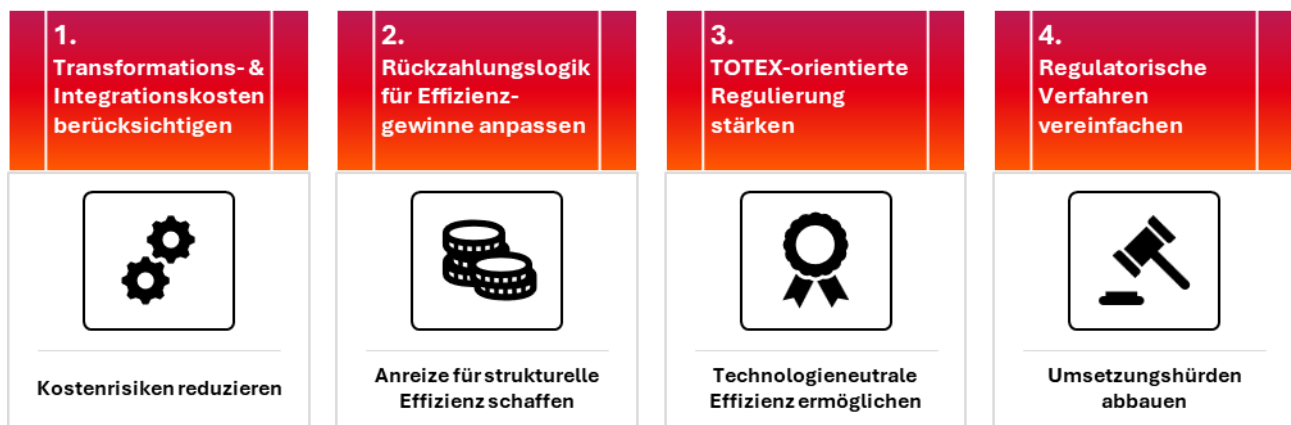 1.
Transformations- &
Integrationskosten
berücksichtigen
Kostenrisiken reduzieren
2.
Rückzahlungslogik
für Effizienz-
gewinne anpassen
Anreize für strukturelle
Effizienz schaffen
3.
TOTEX-orientierte
Regulierung
stärken
Technologieneutrale
Effizienz ermöglichen
4.
Regulatorische
Verfahren
vereinfachen
Umsetzungshürden
abbauen